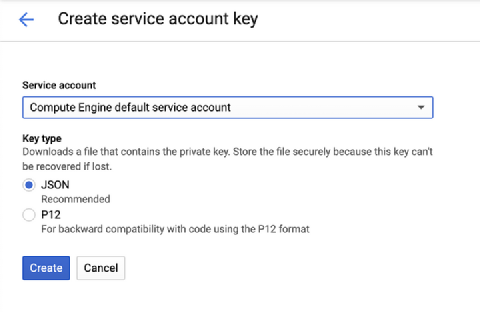 Create service account key
Service account
Compute Engine default service account
Key type
Downloads a file that contains the private key. Store the file securely because this key can't
be recovered if lost.
JSON
Recommended
P12
For backward compatibility with code using the P12 format
Create Cancel